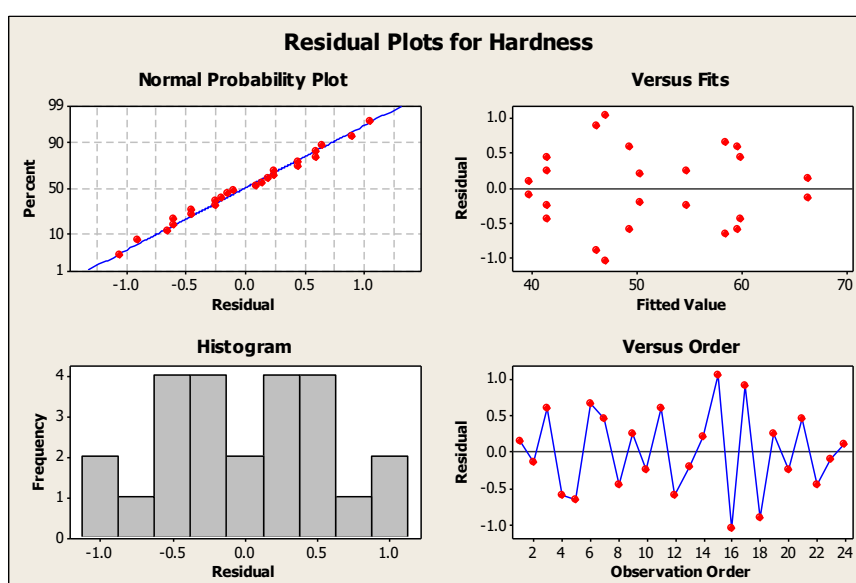 Residual Plots for Hardness
Normal Probability Plot
99
90
50
10
1
Percent
-1.0 -0.5 0.0 0.5 1.0
Residual
Versus Fits
1.0
0.5
0.0
-0.5
-1.0
Residual
40 50 60 70
Fitted Value
Histogram
4
3
2
1
0
Frequency
-1.0 -0.5 0.0 0.5 1.0
Residual
Versus Order
1.0
0.5
0.0
-0.5
-1.0
Residual
2 4 6 8 10 12 14 16 18 20 22 24
Observation Order